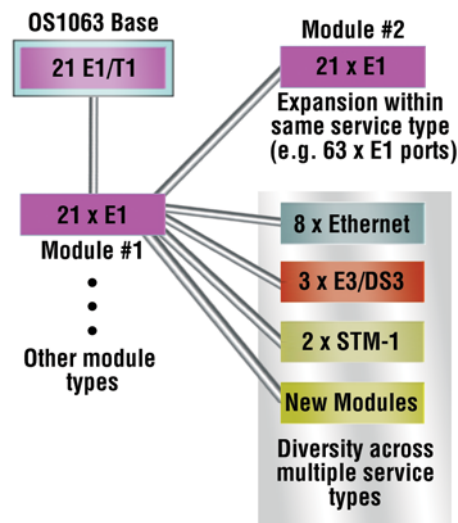 OS1063 Base
21 E1/T1
Module #2
21 x E1
Expansion within
same service type
(e.g. 63 x E1 ports)
21 x E1
Module #1
Other module
types
8 x Ethernet
3 x E3/DS3
2 x STM-1
New Modules
Diversity across
multiple service
types